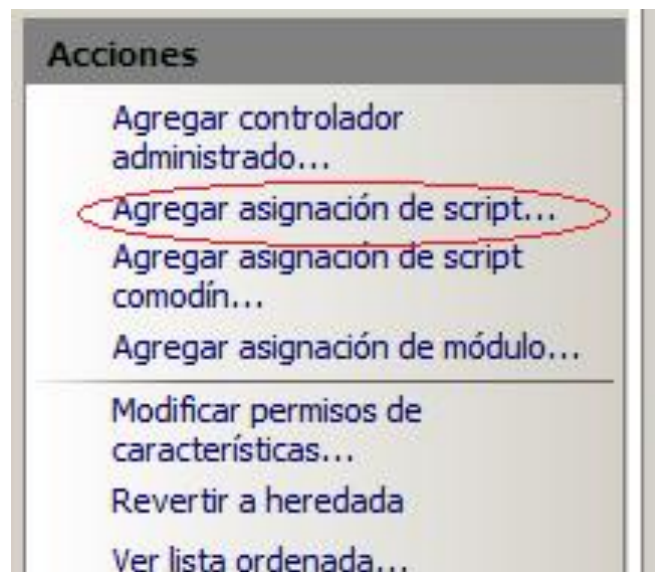 Acciones
Agregar controlador
administrado...
Agregar asignación de script...
Agregar asignación de script
comodín...
Agregar asignación de módulo...
Modificar permisos de
características...
Revertir a heredada
Ver lista ordenada...